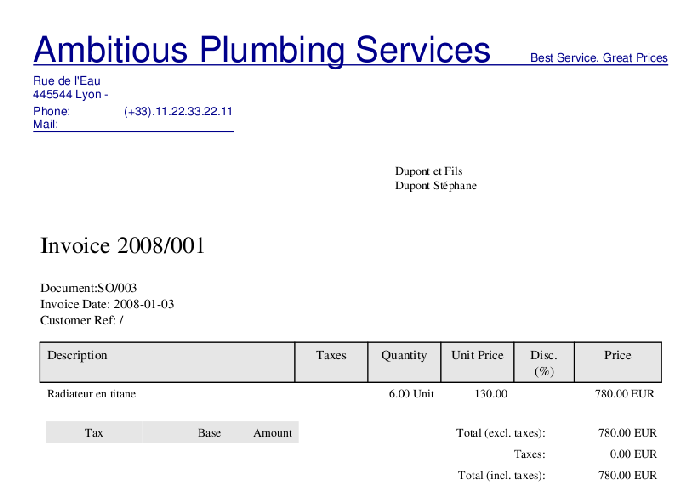 Ambitious Plumbing Services Best Service, Great Prices
Rue de l'Eau
445544 Lyon -
Phone: (+33).11.22.33.22.11
Mail:
Dupont et Fils
Dupont Stéphane
Invoice 2008/001
Document:SO/003
Invoice Date: 2008-01-03
Customer Ref: /
Description Taxes Quantity Unit Price Disc. (%) Price
Radiateur en titane 6.00 Unit 130.00 780.00 EUR
Tax Base Amount Total (excl. taxes): 780.00 EUR
Taxes: 0.00 EUR
Total (incl. taxes): 780.00 EUR